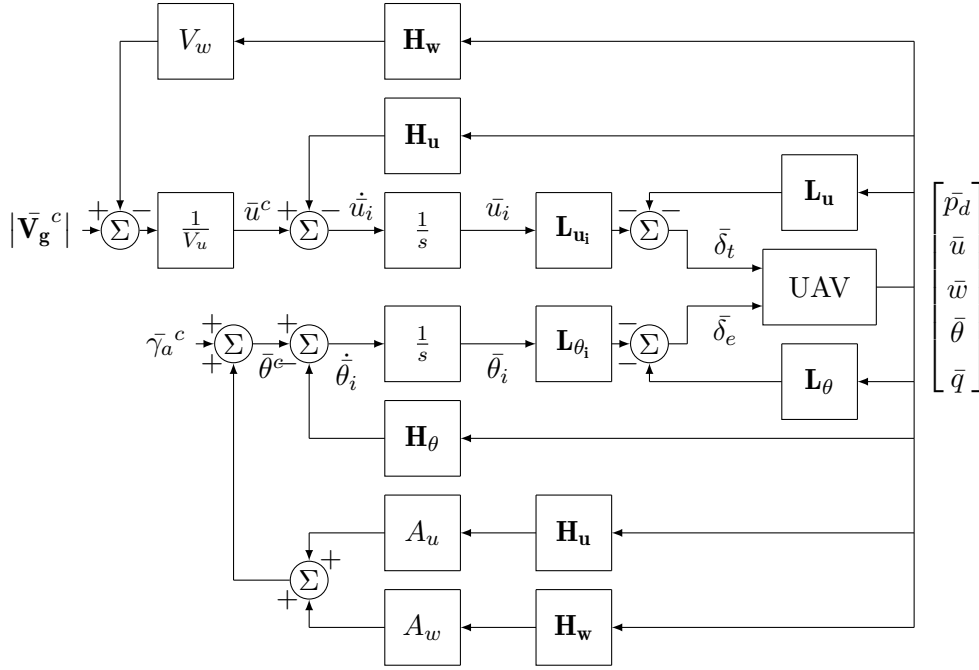 V_w
H_w
H_u
L_u
|V̄_g^c| + − Σ 1/V_u ū^c + − Σ u̇̄_i 1/s ū_i L_{u_i} − − Σ δ̄_t
UAV
p̄_d
ū
w̄
θ̄
q̄
γ̄_a^c + + Σ θ̄^c + − Σ θ̄̇_i 1/s θ̄_i L_{θ_i} − − Σ δ̄_e
L_θ
H_θ
A_u H_u
Σ + +
A_w H_w